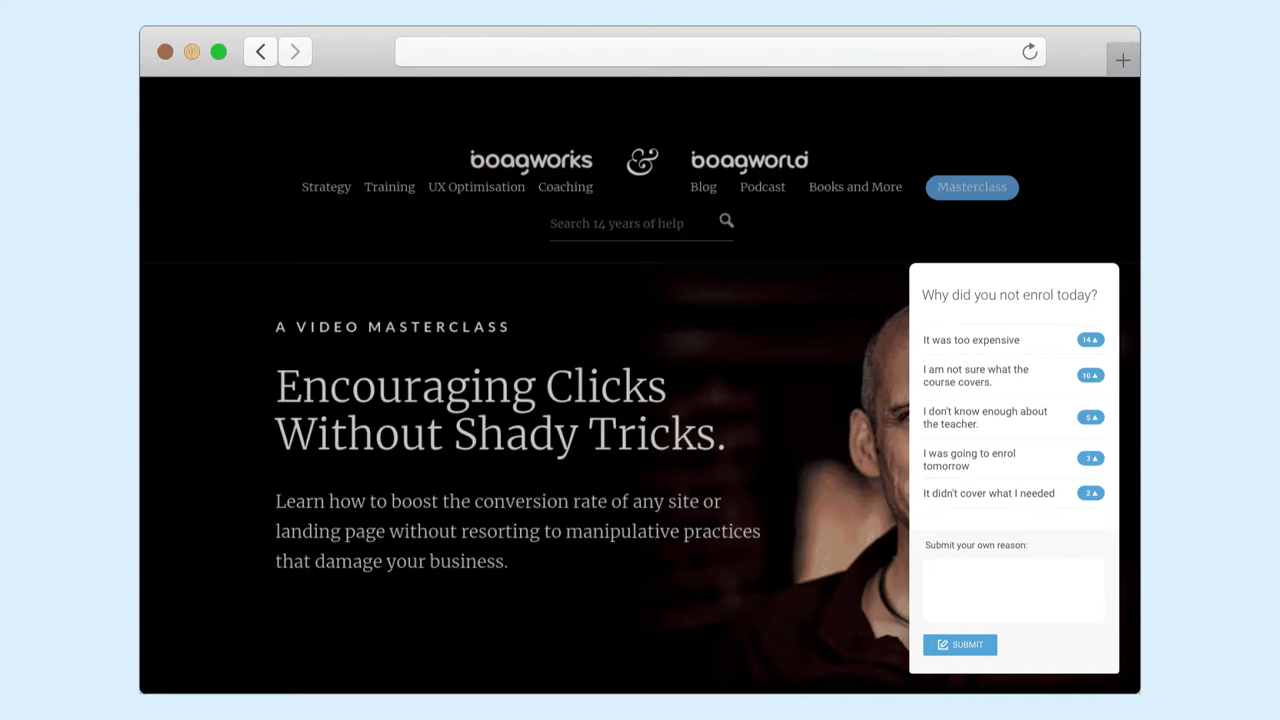 boagworks & boagworld
Strategy Training UX Optimisation Coaching Blog Podcast Books and More Masterclass
Search 14 years of help
A VIDEO MASTERCLASS
Encouraging Clicks
Without Shady Tricks.
Learn how to boost the conversion rate of any site or
landing page without resorting to manipulative practices
that damage your business.
Why did you not enrol today?
It was too expensive 14
I am not sure what the
course covers. 10
I don't know enough about
the teacher. 5
I was going to enrol
tomorrow 3
It didn't cover what I needed 2
Submit your own reason:
SUBMIT